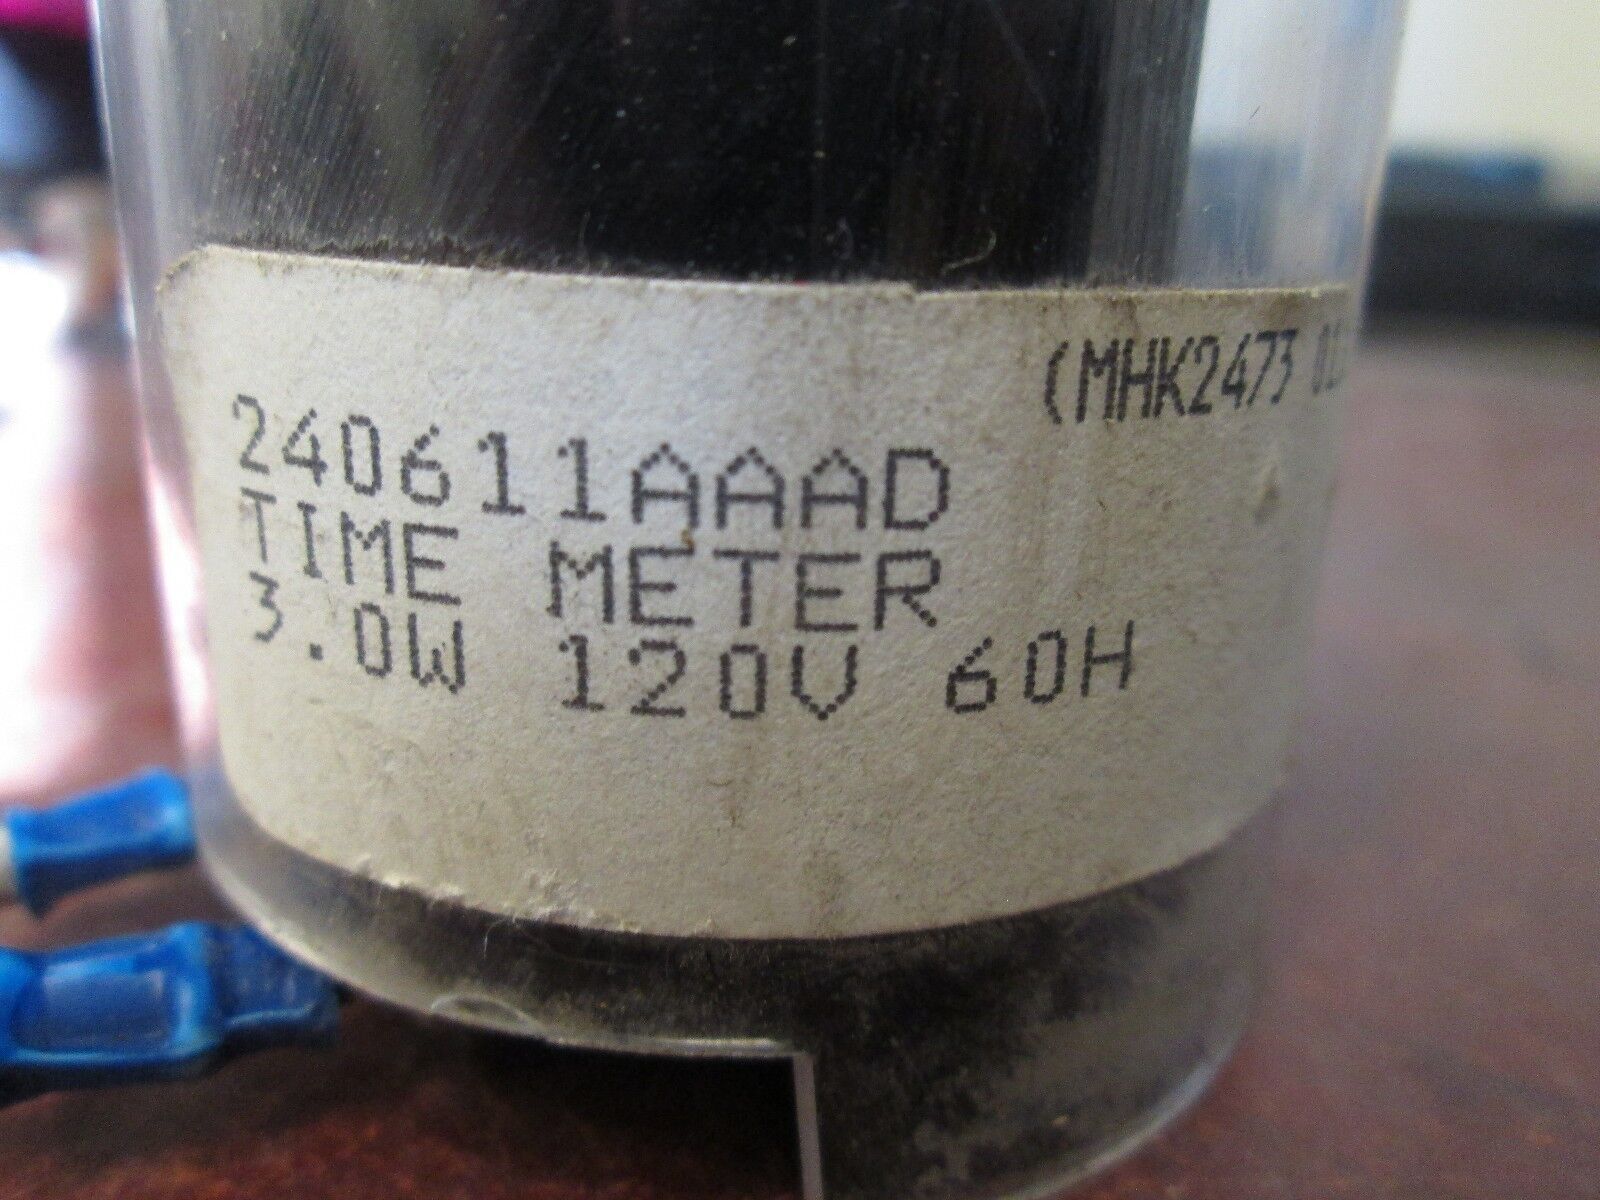 (MHK2473
240611AAAD
TIME METER
3.0W 120V 60H